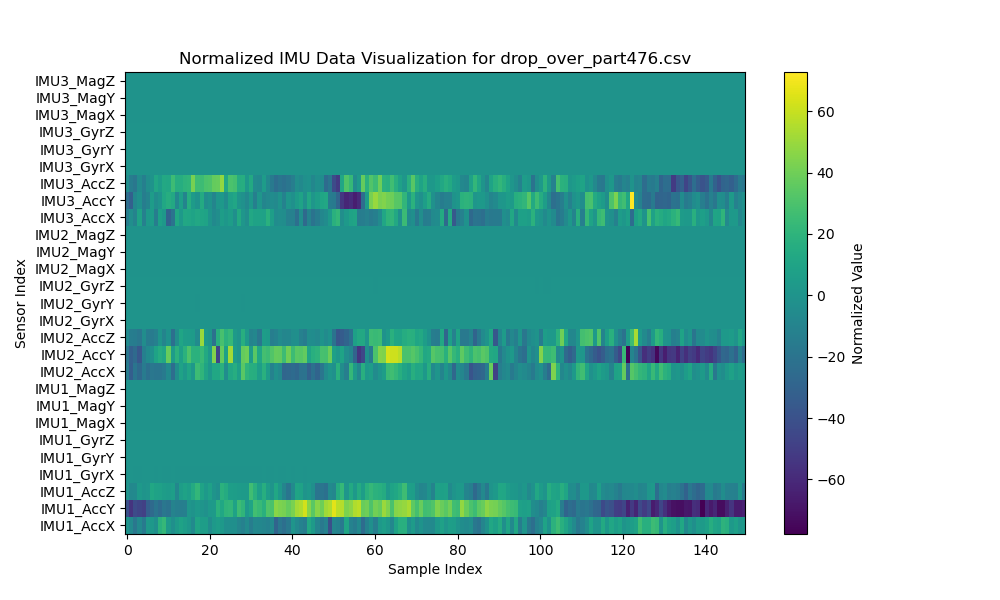 Normalized IMU Data Visualization for drop_over_part476.csv
IMU3_MagZ
IMU3_MagY
IMU3_MagX
IMU3_GyrZ
IMU3_GyrY
IMU3_GyrX
IMU3_AccZ
IMU3_AccY
IMU3_AccX
IMU2_MagZ
IMU2_MagY
IMU2_MagX
IMU2_GyrZ
IMU2_GyrY
IMU2_GyrX
IMU2_AccZ
IMU2_AccY
IMU2_AccX
IMU1_MagZ
IMU1_MagY
IMU1_MagX
IMU1_GyrZ
IMU1_GyrY
IMU1_GyrX
IMU1_AccZ
IMU1_AccY
IMU1_AccX
Sensor Index
0 20 40 60 80 100 120 140
Sample Index
60
40
20
0
−20
−40
−60
Normalized Value